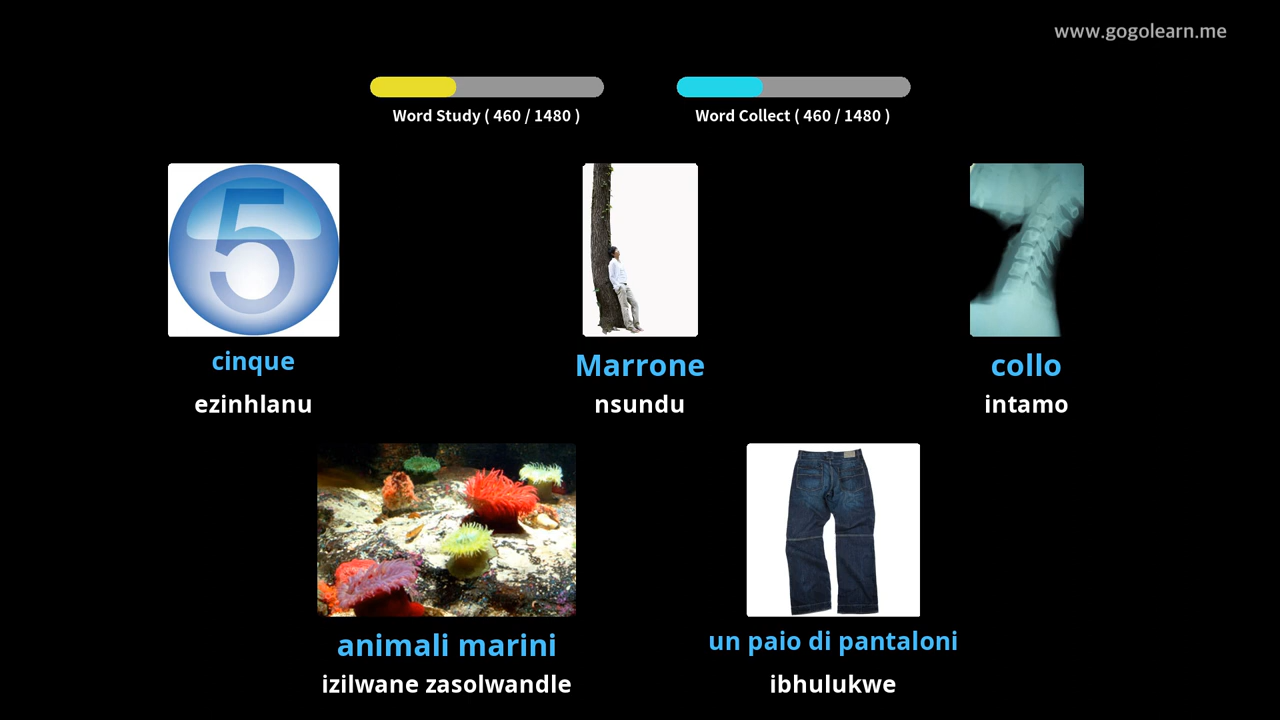 www.gogolearn.me
Word Study ( 460 / 1480 )
Word Collect ( 460 / 1480 )
5
cinque
Marrone
collo
ezinhlanu
nsundu
intamo
animali marini
un paio di pantaloni
izilwane zasolwandle
ibhulukwe